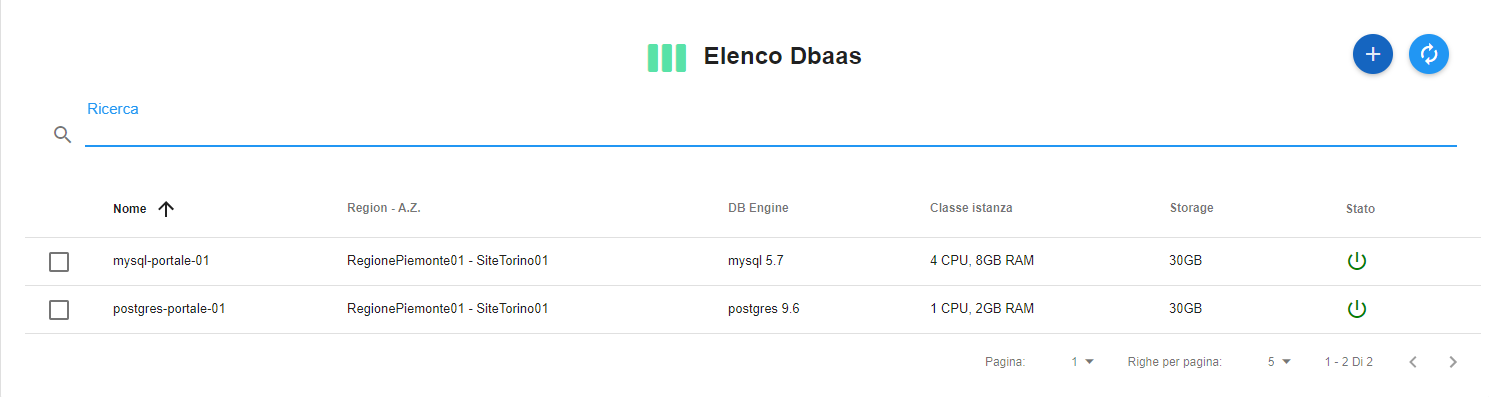 Elenco Dbaas
Ricerca
Nome Region - A.Z. DB Engine Classe istanza Storage Stato
mysql-portale-01 RegionePiemonte01 - SiteTorino01 mysql 5.7 4 CPU, 8GB RAM 30GB
postgres-portale-01 RegionePiemonte01 - SiteTorino01 postgres 9.6 1 CPU, 2GB RAM 30GB
Pagina: 1 Righe per pagina: 5 1 - 2 Di 2